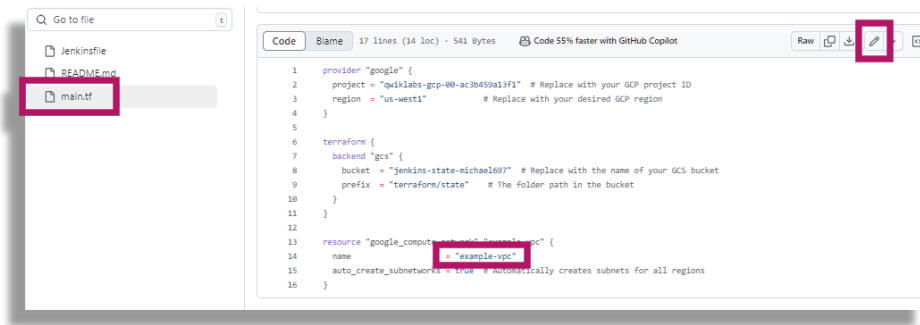 Go to file
t
Jenkinsfile
README.md
main.tf
Code
Blame
17 lines (14 loc) · 541 Bytes
Code 55% faster with GitHub Copilot
Raw
1 provider "google" {
2 project = "qwiklabs-gcp-00-ac3b459a13f1" # Replace with your GCP project ID
3 region = "us-west1" # Replace with your desired GCP region
4 }
5
6 terraform {
7 backend "gcs" {
8 bucket = "jenkins-state-michael697" # Replace with the name of your GCS bucket
9 prefix = "terraform/state" # The folder path in the bucket
10 }
11 }
12
13 resource "google_compute_network" "example-vpc" {
14 name = "example-vpc"
15 auto_create_subnetworks = true # Automatically creates subnets for all regions
16 }